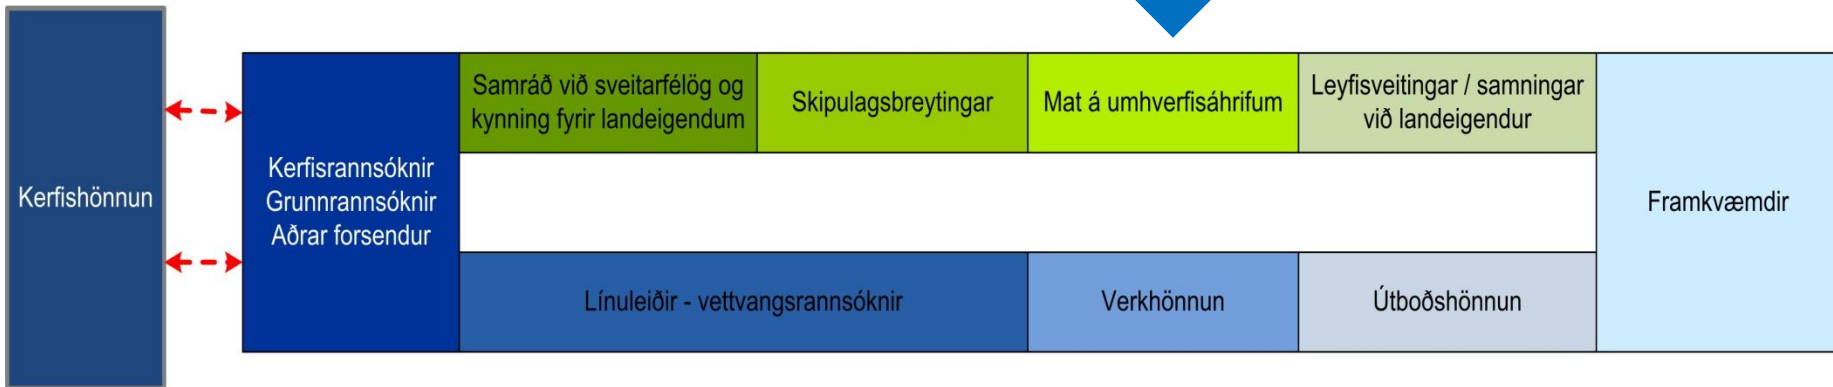 Kerfishönnun
Kerfisrannsóknir
Grunnrannsóknir
Aðrar forsendur
Samráð við sveitarfélög og
kynning fyrir landeigendum
Skipulagsbreytingar
Mat á umhverfisáhrifum
Leyfisveitingar / samningar
við landeigendur
Línuleiðir - vettvangsrannsóknir
Verkhönnun
Útboðshönnun
Framkvæmdir